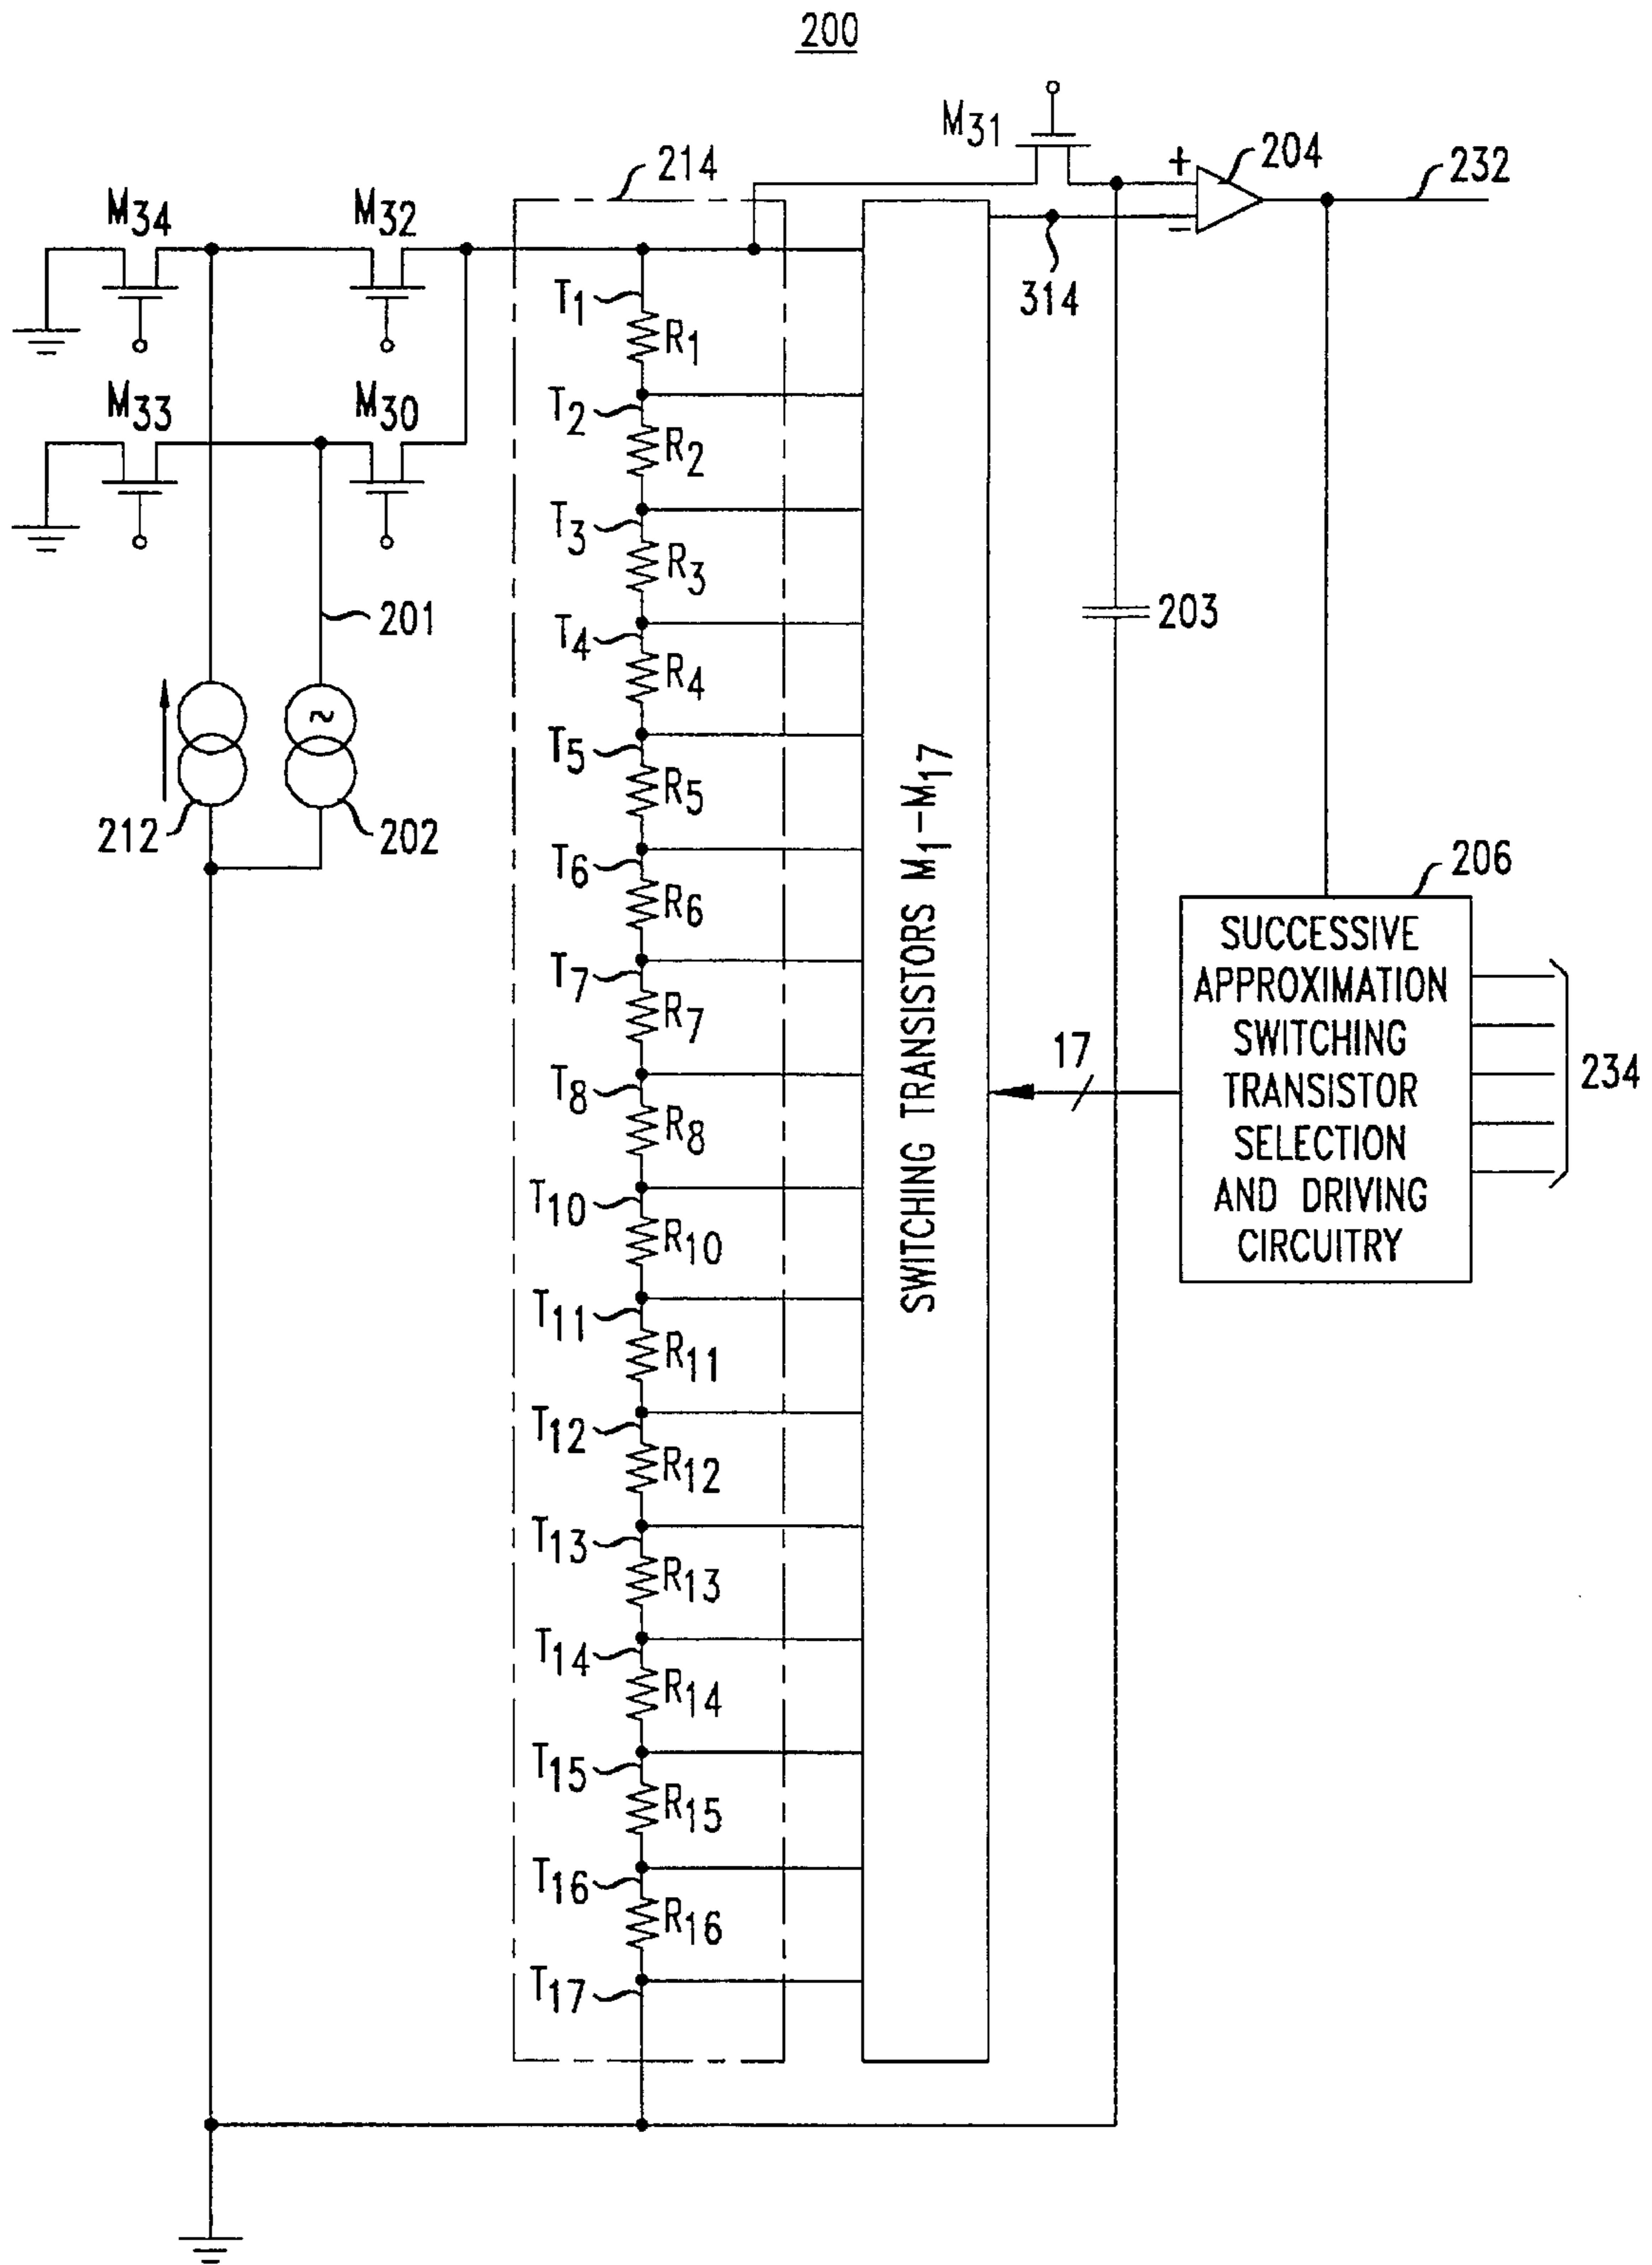 200
M31
+
204
232
214
M34
M32
−
314
T1
R1
M33
M30
T2
R2
T3
R3
201
203
T4
R4
~
T5
R5
212
202
T6
R6
206
T7
R7
SWITCHING TRANSISTORS M1-M17
SUCCESSIVE
APPROXIMATION
SWITCHING
TRANSISTOR
SELECTION
AND DRIVING
CIRCUITRY
17
234
T8
R8
T10
R10
T11
R11
T12
R12
T13
R13
T14
R14
T15
R15
T16
R16
T17